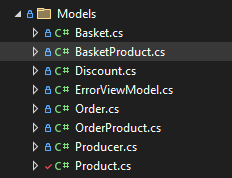 Models
C# Basket.cs
C# BasketProduct.cs
C# Discount.cs
C# ErrorViewModel.cs
C# Order.cs
C# OrderProduct.cs
C# Producer.cs
C# Product.cs